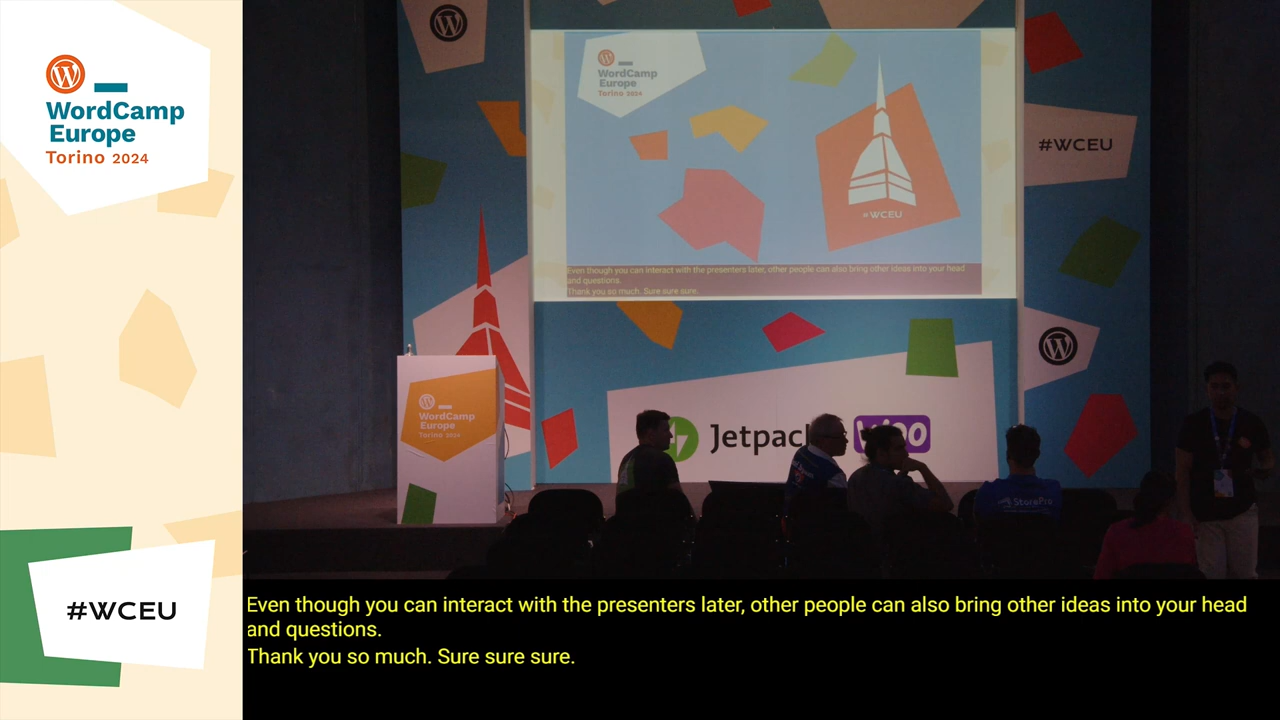 WordCamp
Europe
Torino 2024
#WCEU
WordCamp
Europe
Torino 2024
#WCEU
Even though you can interact with the presenters later, other people can also bring other ideas into your head
and questions.
Thank you so much. Sure sure sure.
#WCEU
WordCamp
Europe
Torino 2024
Jetpack
Woo
StorePro
Even though you can interact with the presenters later, other people can also bring other ideas into your head
and questions.
Thank you so much. Sure sure sure.